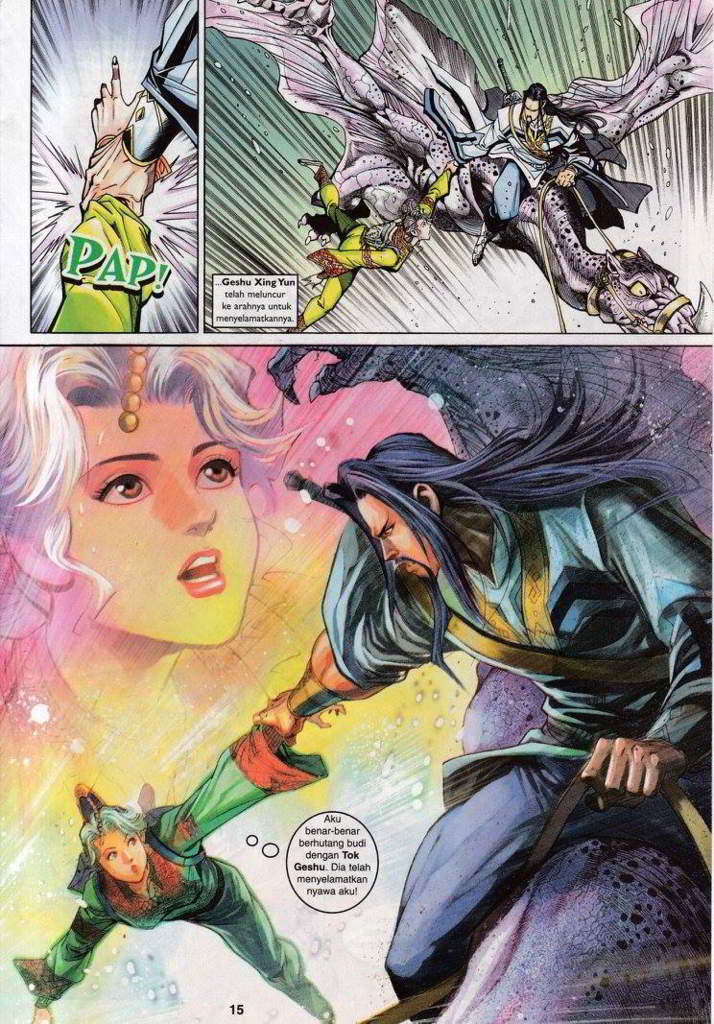 PAP!
...Geshu Xing Yun
telah meluncur
ke arahnya untuk
menyelamatkannya.
Aku
benar-benar
berhutang budi
dengan Tok
Geshu. Dia telah
menyelamatkan
nyawa aku!
15